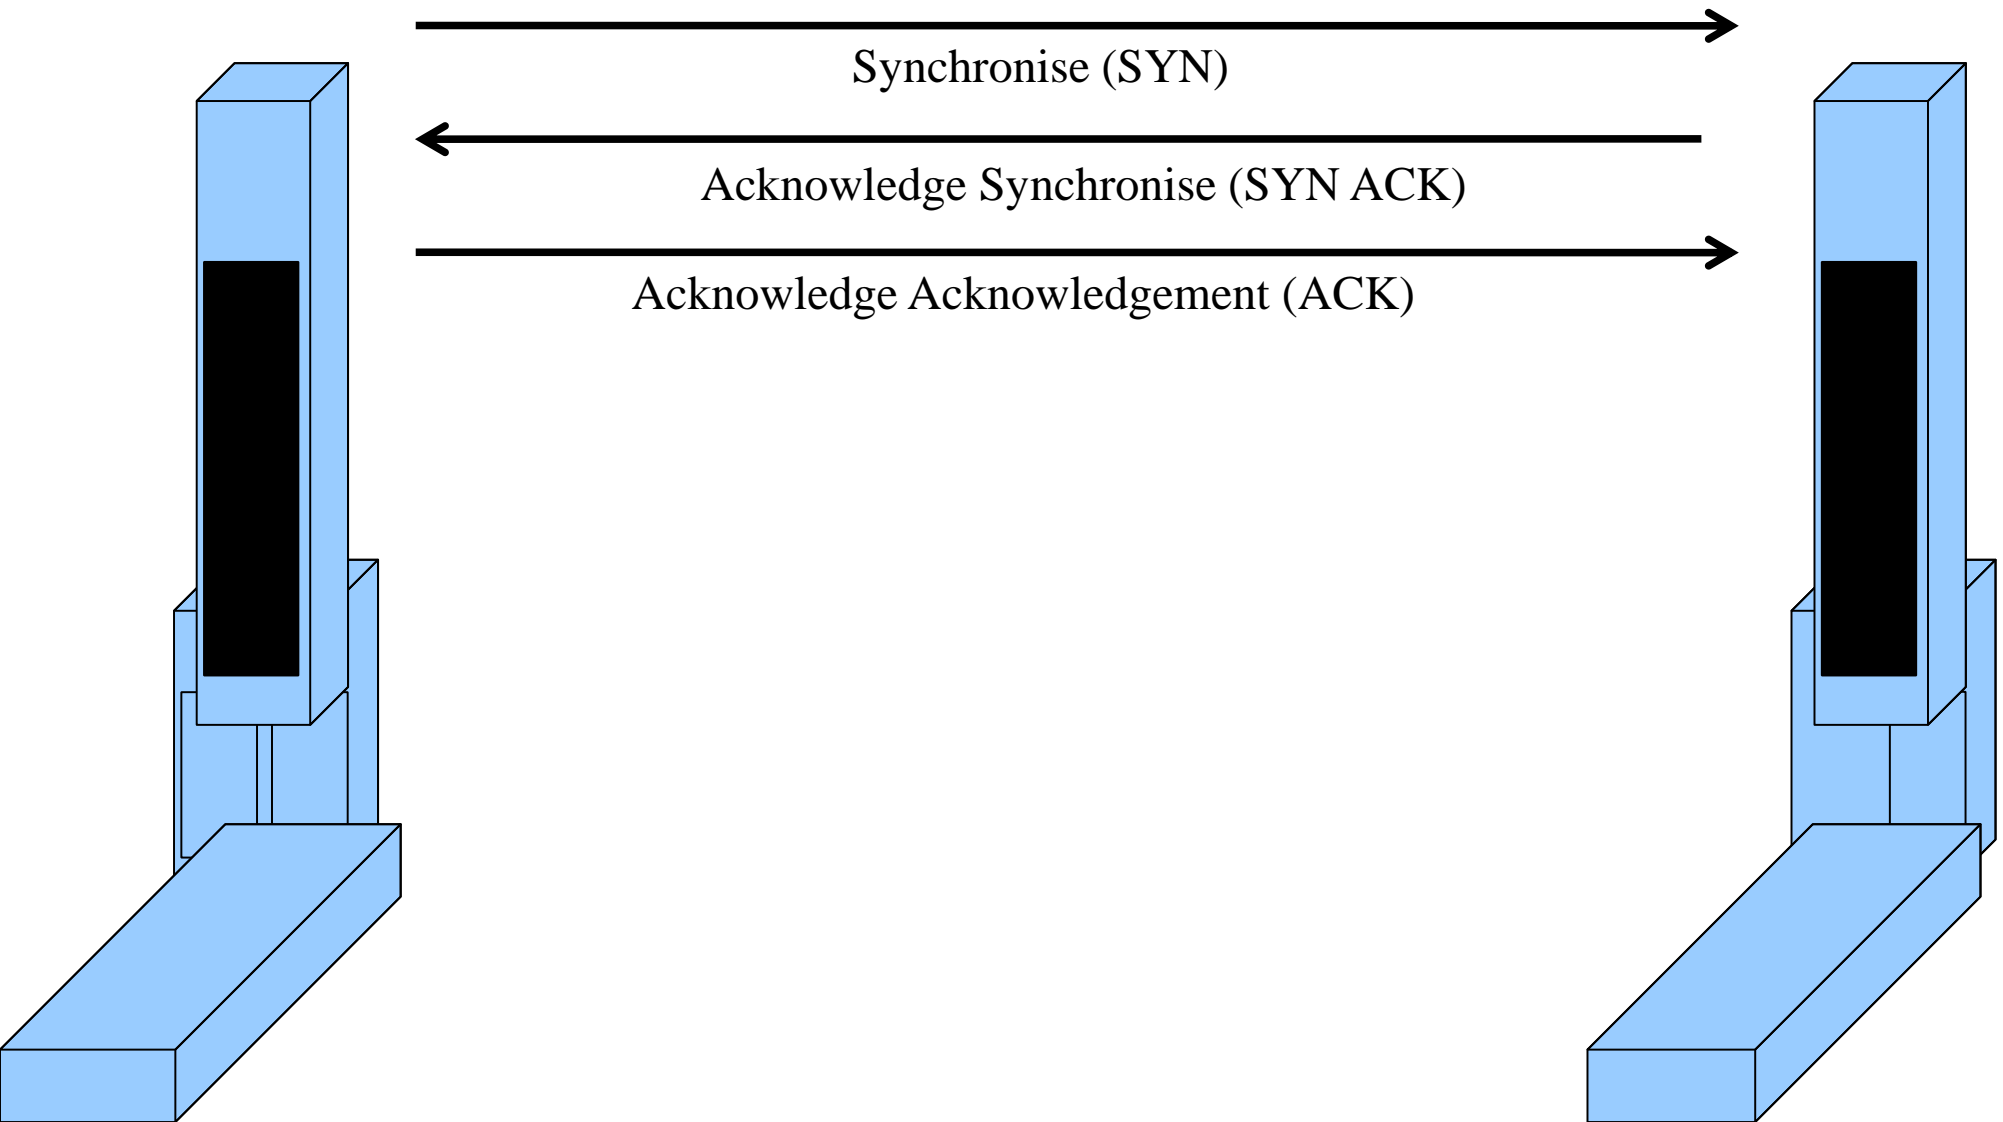 Synchronise (SYN)
Acknowledge Synchronise (SYN ACK)
Acknowledge Acknowledgement (ACK)